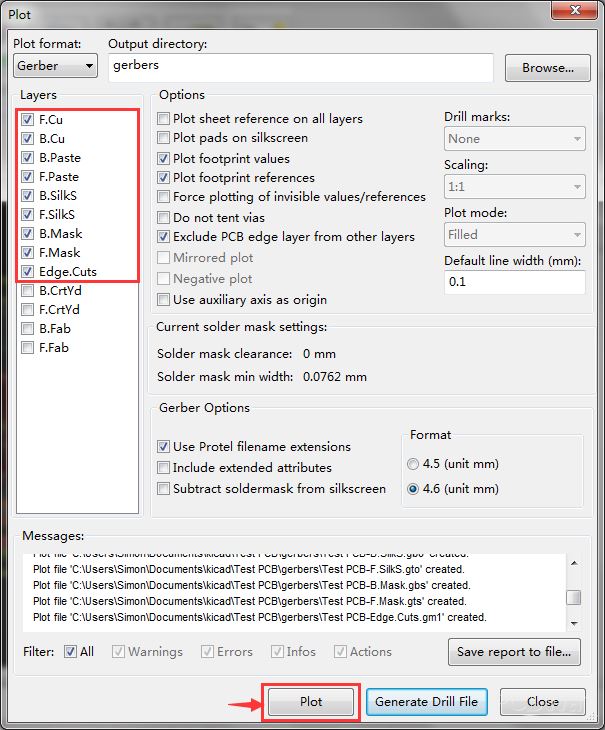 Plot
Plot format:
Output directory:
Gerber
gerbers
Browse...
Layers
F.Cu
B.Cu
B.Paste
F.Paste
B.SilkS
F.SilkS
B.Mask
F.Mask
Edge.Cuts
B.CrtYd
F.CrtYd
B.Fab
F.Fab
Options
Plot sheet reference on all layers
Plot pads on silkscreen
Plot footprint values
Plot footprint references
Force plotting of invisible values/references
Do not tent vias
Exclude PCB edge layer from other layers
Mirrored plot
Negative plot
Use auxiliary axis as origin
Drill marks:
None
Scaling:
1:1
Plot mode:
Filled
Default line width (mm):
0.1
Current solder mask settings:
Solder mask clearance: 0 mm
Solder mask min width: 0.0762 mm
Gerber Options
Use Protel filename extensions
Include extended attributes
Subtract soldermask from silkscreen
Format
4.5 (unit mm)
4.6 (unit mm)
Messages:
Plot file 'C:\Users\Simon\Documents\kicad\Test PCB\gerbers\Test PCB-B.SilkS.gbo' created.
Plot file 'C:\Users\Simon\Documents\kicad\Test PCB\gerbers\Test PCB-F.SilkS.gto' created.
Plot file 'C:\Users\Simon\Documents\kicad\Test PCB\gerbers\Test PCB-B.Mask.gbs' created.
Plot file 'C:\Users\Simon\Documents\kicad\Test PCB\gerbers\Test PCB-F.Mask.gts' created.
Plot file 'C:\Users\Simon\Documents\kicad\Test PCB\gerbers\Test PCB-Edge.Cuts.gm1' created.
Filter: All Warnings Errors Infos Actions
Save report to file...
Plot
Generate Drill File
Close